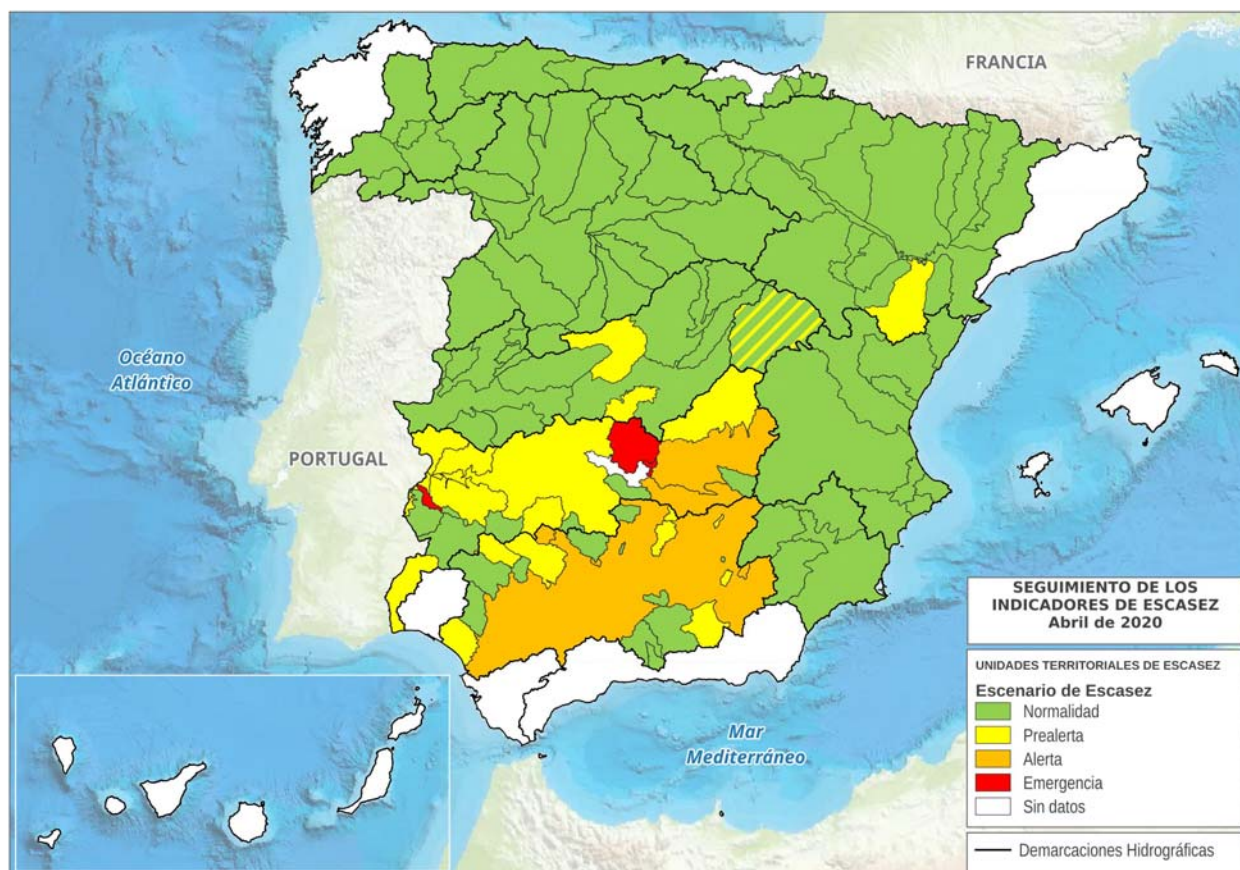 FRANCIA
Océano
Atlántico
PORTUGAL
Mar
Mediterráneo
SEGUIMIENTO DE LOS
INDICADORES DE ESCASEZ
Abril de 2020
UNIDADES TERRITORIALES DE ESCASEZ
Escenario de Escasez
Normalidad
Prealerta
Alerta
Emergencia
Sin datos
Demarcaciones Hidrográficas